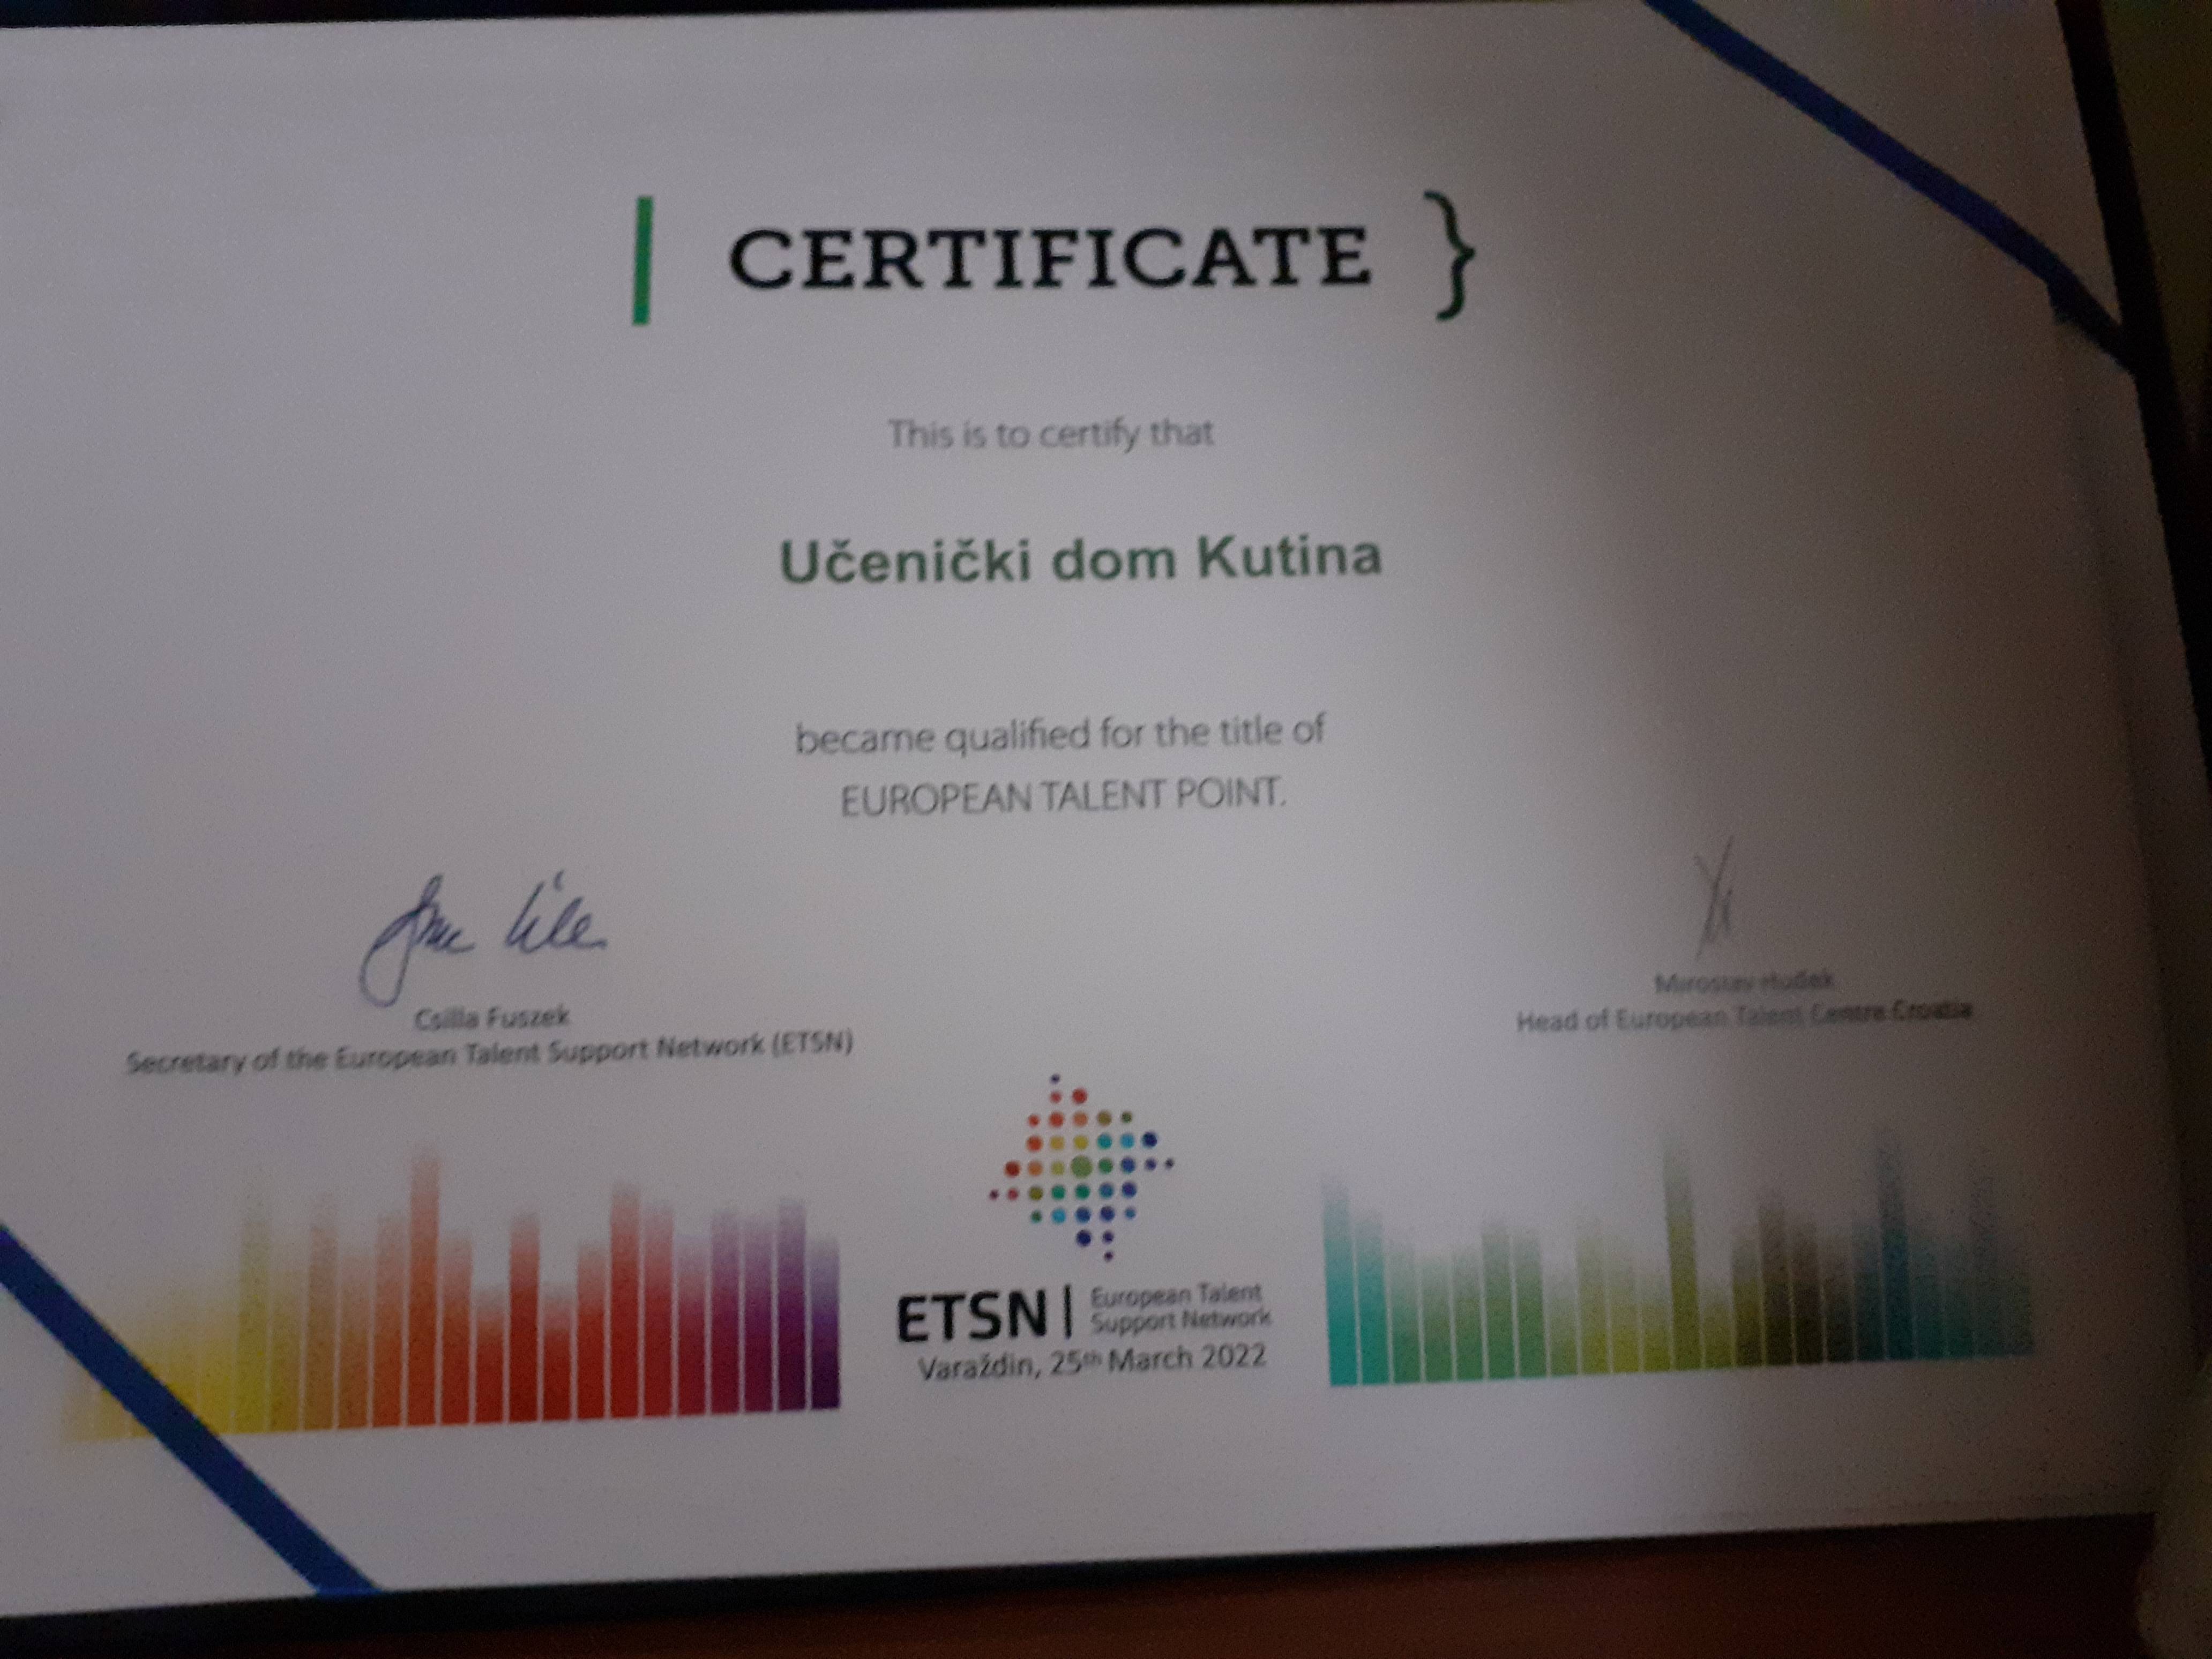 CERTIFICATE }
This is to certify that
Učenički dom Kutina
became qualified for the title of
EUROPEAN TALENT POINT.
Csilla Fuszek
Secretary of the European Talent Support Network (ETSN)
Miroslav Huđek
Head of European Talent Centre Croatia
ETSN | European Talent
Support Network
Varaždin, 25th March 2022